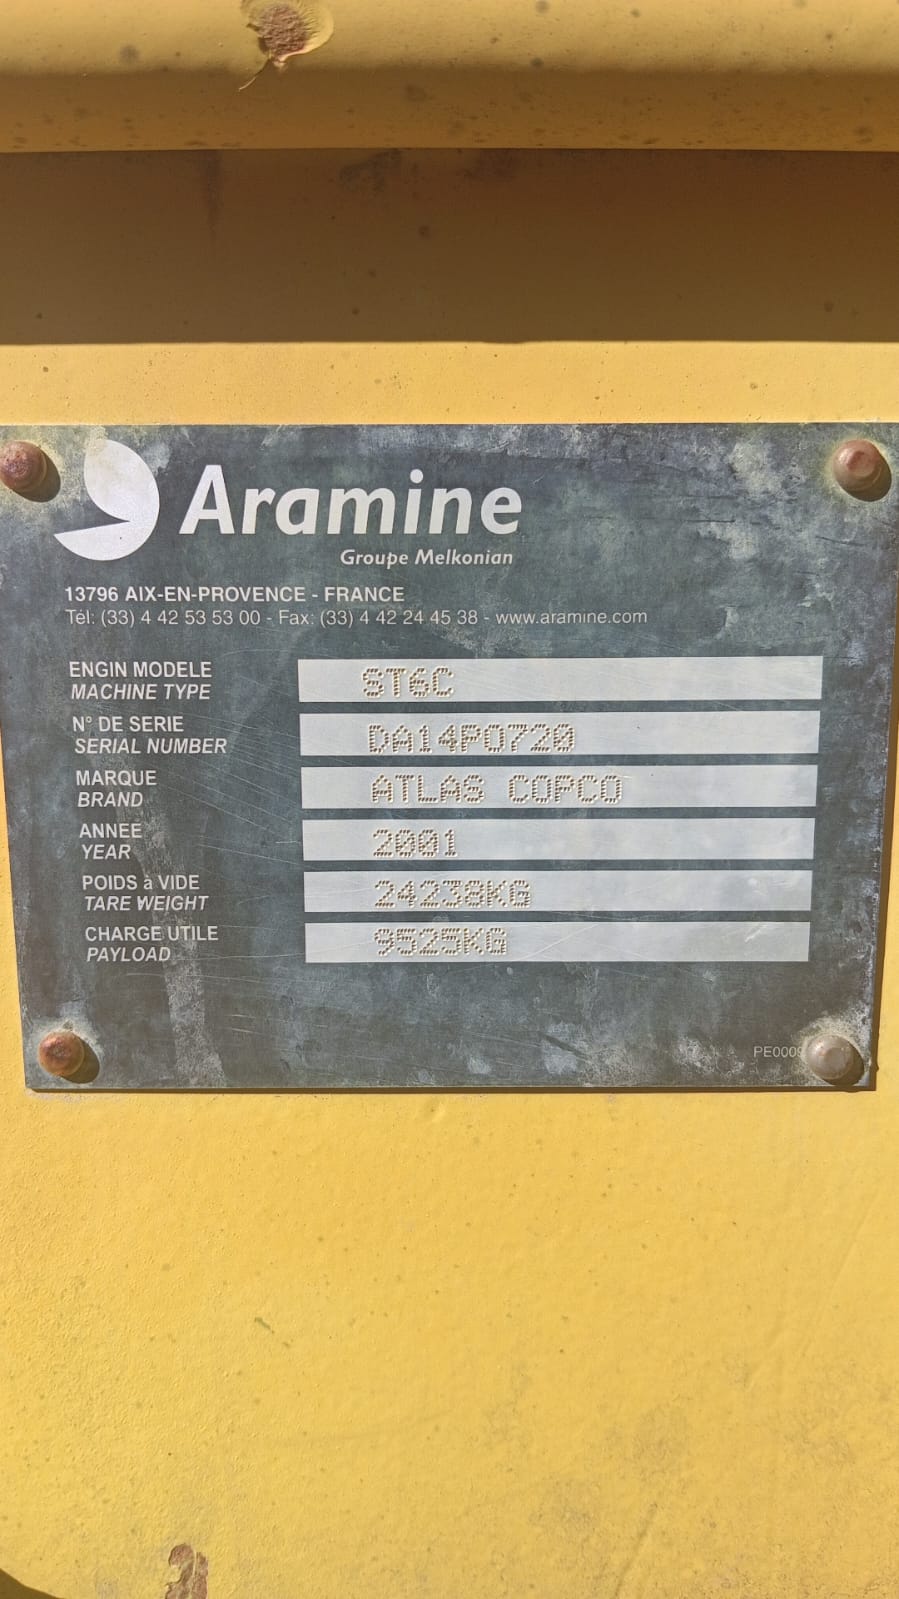 Aramine
Groupe Melkonian
13796 AIX-EN-PROVENCE - FRANCE
Tél: (33) 4 42 53 53 00 - Fax: (33) 4 42 24 45 38 - www.aramine.com
ENGIN MODELE
MACHINE TYPE
ST6C
N° DE SERIE
SERIAL NUMBER
DA14P0720
MARQUE
BRAND
ATLAS COPCO
ANNEE
YEAR
2001
POIDS à VIDE
TARE WEIGHT
24238KG
CHARGE UTILE
PAYLOAD
9525KG